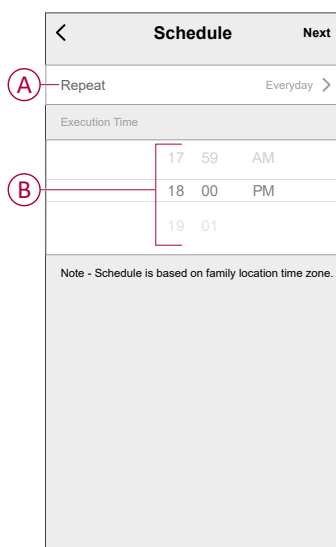 Schedule Next
A Repeat Everyday
Execution Time
17 59 AM
B 18 00 PM
19 01
Note - Schedule is based on family location time zone.